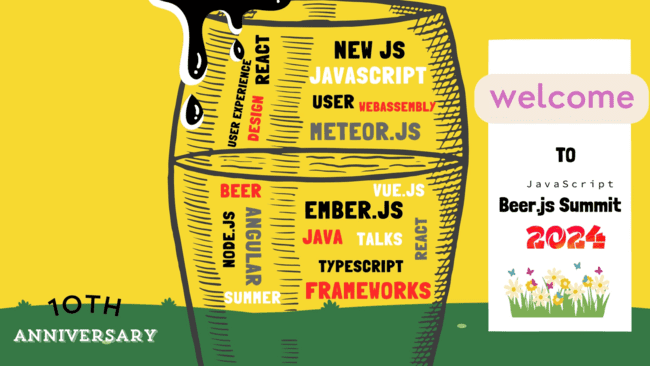 USER EXPERIENCE
DESIGN
REACT
NEW JS
JAVASCRIPT
USER WEBASSEMBLY
METEOR.JS
BEER
VUE.JS
NODE.JS
ANGULAR
EMBER.JS
JAVA TALKS
REACT
TYPESCRIPT
SUMMER
FRAMEWORKS
10TH
ANNIVERSARY
welcome
TO
JavaScript
Beer.js Summit
2024